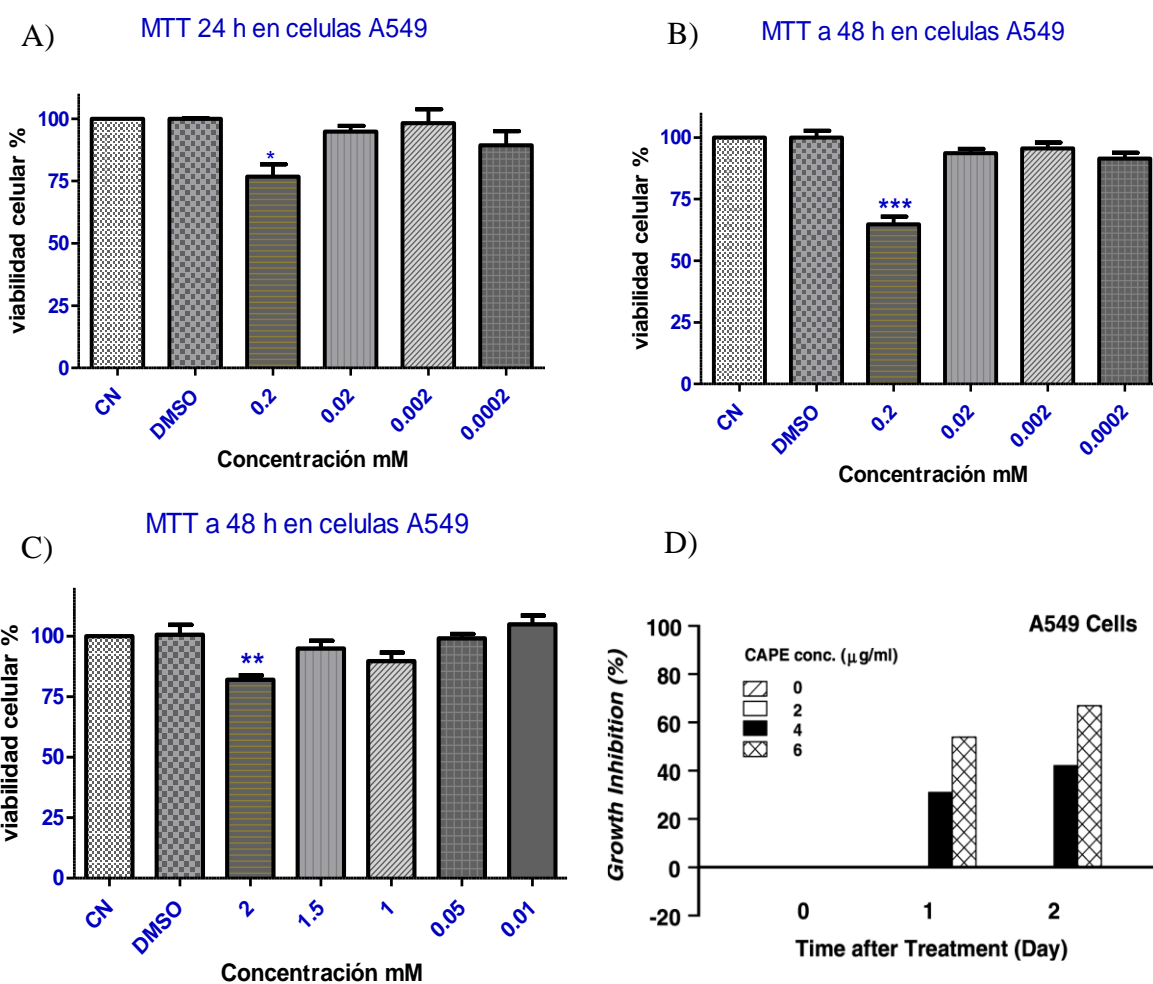 A)
MTT 24 h en celulas A549
viabilidad celular %
100
75
50
25
0
CN
DMSO
0.2
0.02
0.002
0.0002
*
Concentración mM
B)
MTT a 48 h en celulas A549
viabilidad celular %
100
75
50
25
0
CN
DMSO
0.2
0.02
0.002
0.0002
***
Concentración mM
C)
MTT a 48 h en celulas A549
viabilidad celular %
100
75
50
25
0
CN
DMSO
2
1.5
1
0.05
0.01
**
Concentración mM
D)
A549 Cells
CAPE conc. (μg/ml)
0
2
4
6
Growth Inhibition (%)
100
80
60
40
20
0
-20
0
1
2
Time after Treatment (Day)